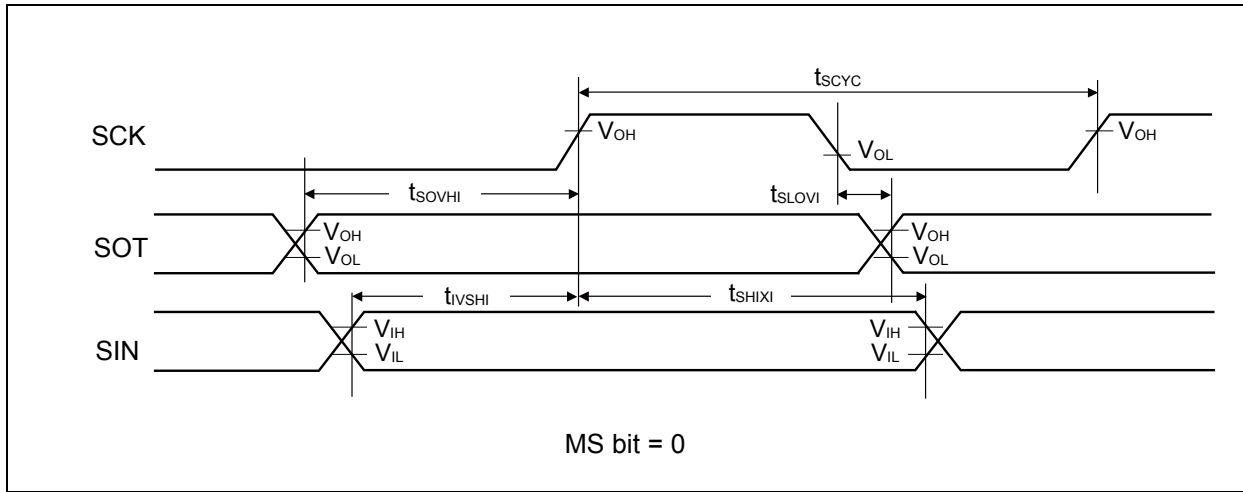 tSCYC
SCK
VOH
VOL
VOH
tSOVHI
tSLOVI
SOT
VOH
VOL
VOH
VOL
tIVSHI
tSHIXI
SIN
VIH
VIL
VIH
VIL
MS bit = 0